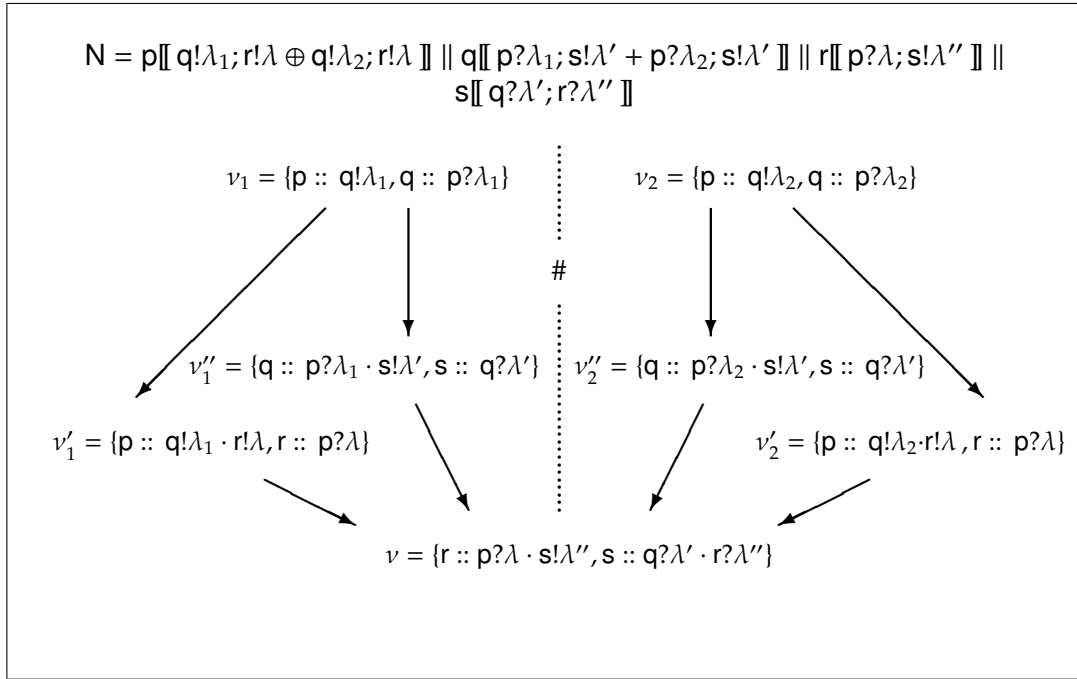 N = p⟦ q!λ₁; r!λ ⊕ q!λ₂; r!λ ⟧ ∥ q⟦ p?λ₁; s!λ′ + p?λ₂; s!λ′ ⟧ ∥ r⟦ p?λ; s!λ″ ⟧ ∥
s⟦ q?λ′; r?λ″ ⟧
ν₁ = {p :: q!λ₁, q :: p?λ₁} ν₂ = {p :: q!λ₂, q :: p?λ₂}
#
ν₁″ = {q :: p?λ₁ · s!λ′, s :: q?λ′} ν₂″ = {q :: p?λ₂ · s!λ′, s :: q?λ′}
ν₁′ = {p :: q!λ₁ · r!λ, r :: p?λ} ν₂′ = {p :: q!λ₂·r!λ , r :: p?λ}
ν = {r :: p?λ · s!λ″, s :: q?λ′ · r?λ″}